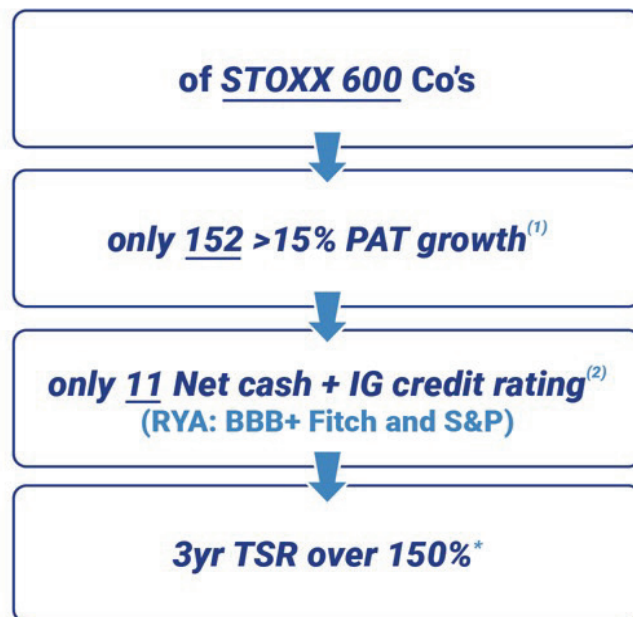 of STOXX 600 Co's
only 152 >15% PAT growth(1)
only 11 Net cash + IG credit rating(2)
(RYA: BBB+ Fitch and S&P)
3yr TSR over 150%*